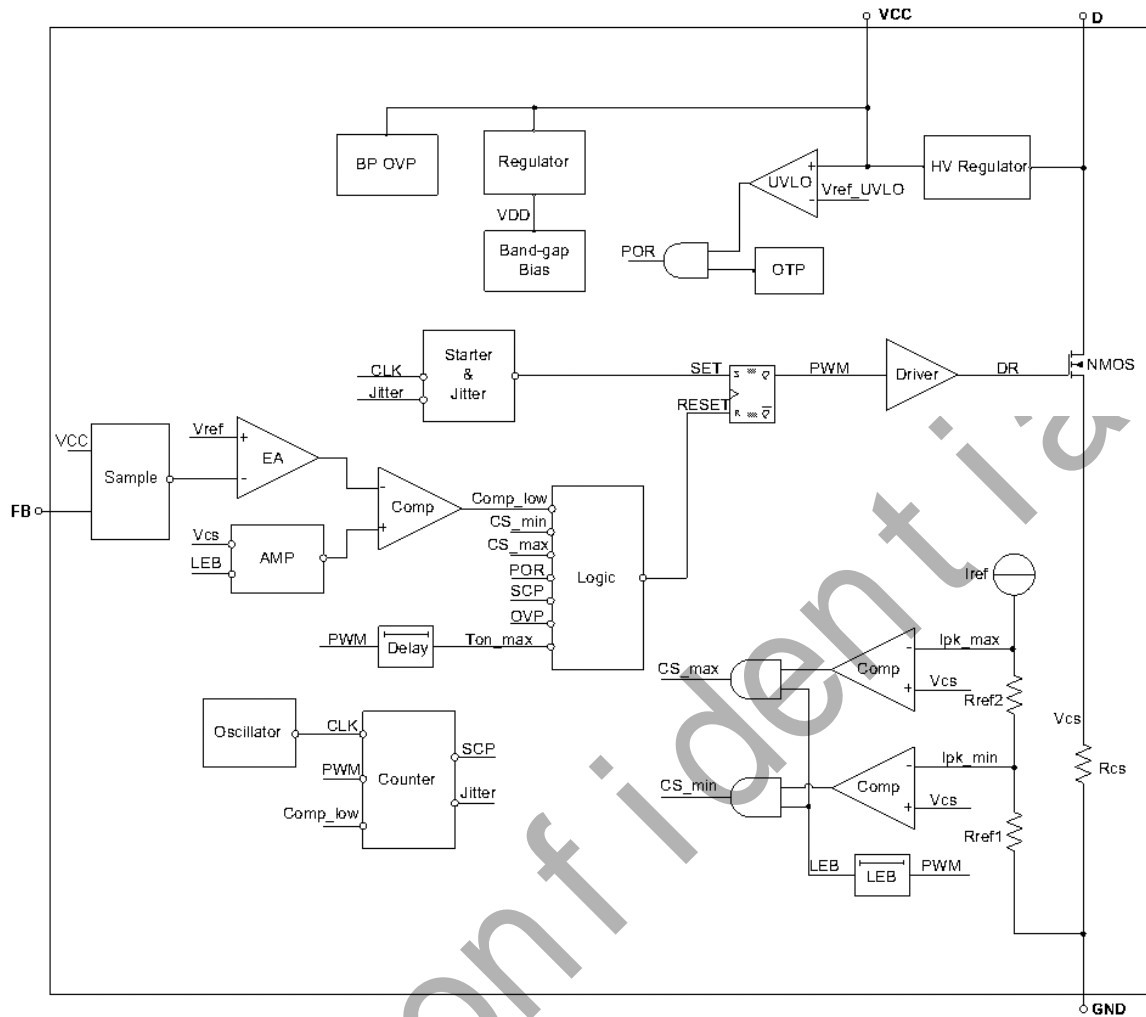 VCC
D
BP OVP
Regulator
VDD
Band-gap
Bias
UVLO
+
-
Vref_UVLO
HV Regulator
POR
OTP
CLK
Jitter
Starter
&
Jitter
SET
RESET
S
Q
R
Q
PWM
Driver
DR
NMOS
VCC
FB
Sample
Vref
+
-
EA
Vcs
LEB
AMP
-
+
Comp
Comp_low
CS_min
CS_max
POR
SCP
OVP
Ton_max
Logic
PWM
Delay
Oscillator
CLK
PWM
Comp_low
Counter
SCP
Jitter
Iref
CS_max
Comp
-
+
Ipk_max
Vcs
Rref2
CS_min
Comp
-
+
Ipk_min
Vcs
Rref1
LEB
LEB
PWM
Vcs
Rcs
GND
onfidentia